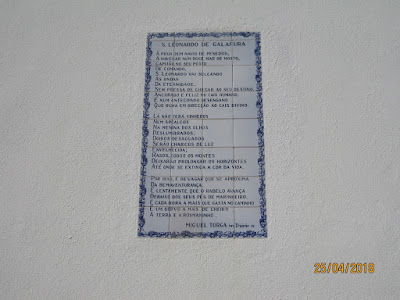 S. LEONARDO DE GALAFURA
À PROA DUM NAVIO DE PENEDOS,
A NAVEGAR NUM DOCE MAR DE MOSTO,
CAPITÃO NO SEU POSTO
DE COMANDO,
S. LEONARDO VAI SULCANDO
AS ONDAS
DA ETERNIDADE,
SEM PRESSA DE CHEGAR AO SEU DESTINO.
ANCORADO E FELIZ NO CAIS HUMANO,
É NUM ANTECIPADO DESENGANO
QUE RUMA EM DIRECÇÃO AO CAIS DIVINO.
LÁ NÃO TERÁ VINHEDOS
NEM SOCALCOS
NA MENINA DOS OLHOS
DESLUMBRADOS;
DOIROS DESAGUADOS
SERÃO CHARCOS DE LUZ
ENVELHECIDA;
RASOS, TODOS OS MONTES
DEIXARÃO PROLONGAR OS HORIZONTES
ATÉ ONDE SE EXTINGA A COR DA VIDA.
POR ISSO, É DEVAGAR QUE SE APROXIMA
DA BEMAVENTURANÇA.
É LENTAMENTE QUE O RABELO AVANÇA
DEBAIXO DOS SEUS PÉS DE MARINHEIRO.
E CADA HORA A MAIS QUE GASTA NO CAMINHO
É UM SORVO A MAIS DE CHEIRO
A TERRA E A ROSMANINHO
MIGUEL TORGA
25/04/2019